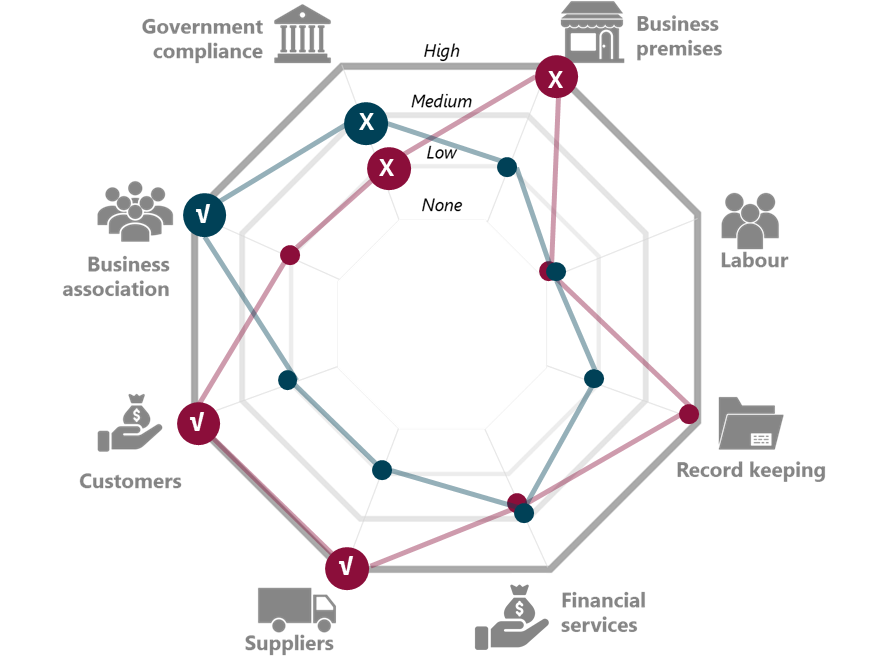 Government
compliance
High
Business
premises
X
Medium
X
Low
X
None
√
Business
association
Labour
$
√
Customers
Record keeping
√
$
Suppliers
Financial
services